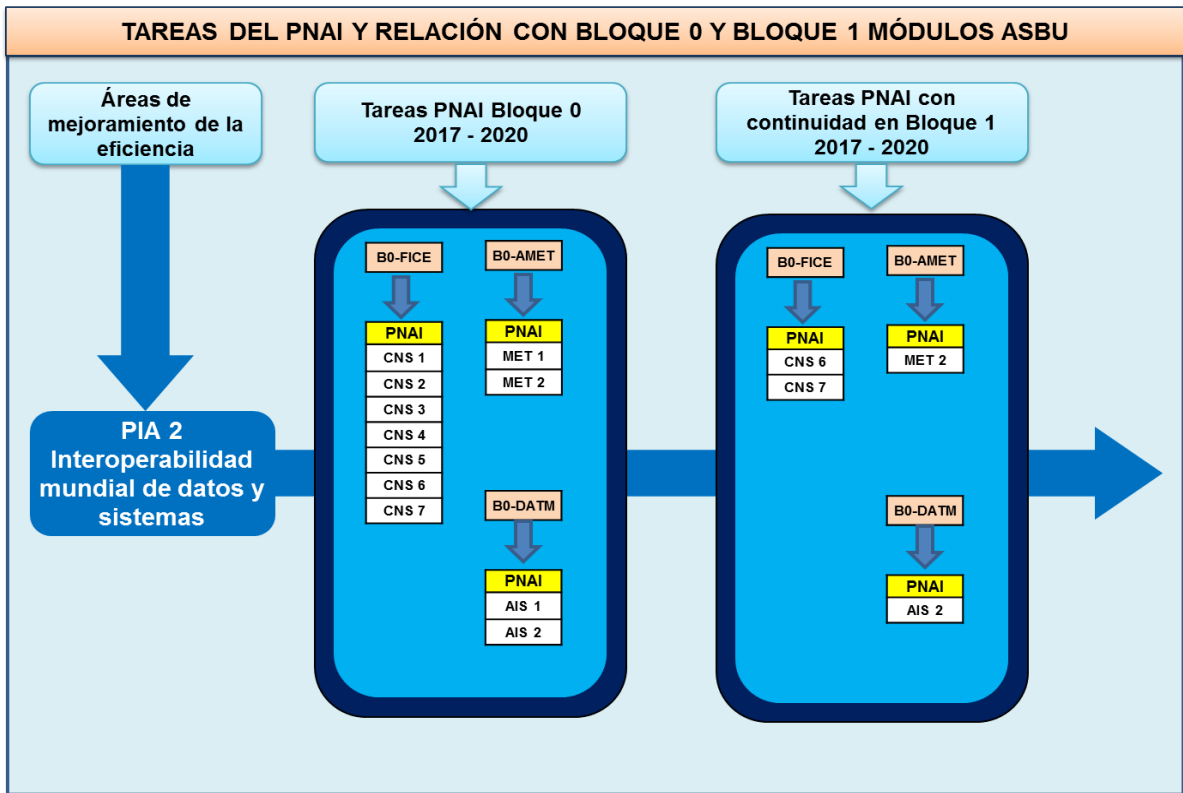 TAREAS DEL PNAI Y RELACIÓN CON BLOQUE 0 Y BLOQUE 1 MÓDULOS ASBU
Áreas de
mejoramiento de la
eficiencia
Tareas PNAI Bloque 0
2017 - 2020
Tareas PNAI con
continuidad en Bloque 1
2017 - 2020
PIA 2
Interoperabilidad
mundial de datos y
sistemas
B0-FICE
PNAI
CNS 1
CNS 2
CNS 3
CNS 4
CNS 5
CNS 6
CNS 7
B0-AMET
PNAI
MET 1
MET 2
B0-DATM
PNAI
AIS 1
AIS 2
B0-FICE
PNAI
CNS 6
CNS 7
B0-AMET
PNAI
MET 2
B0-DATM
PNAI
AIS 2